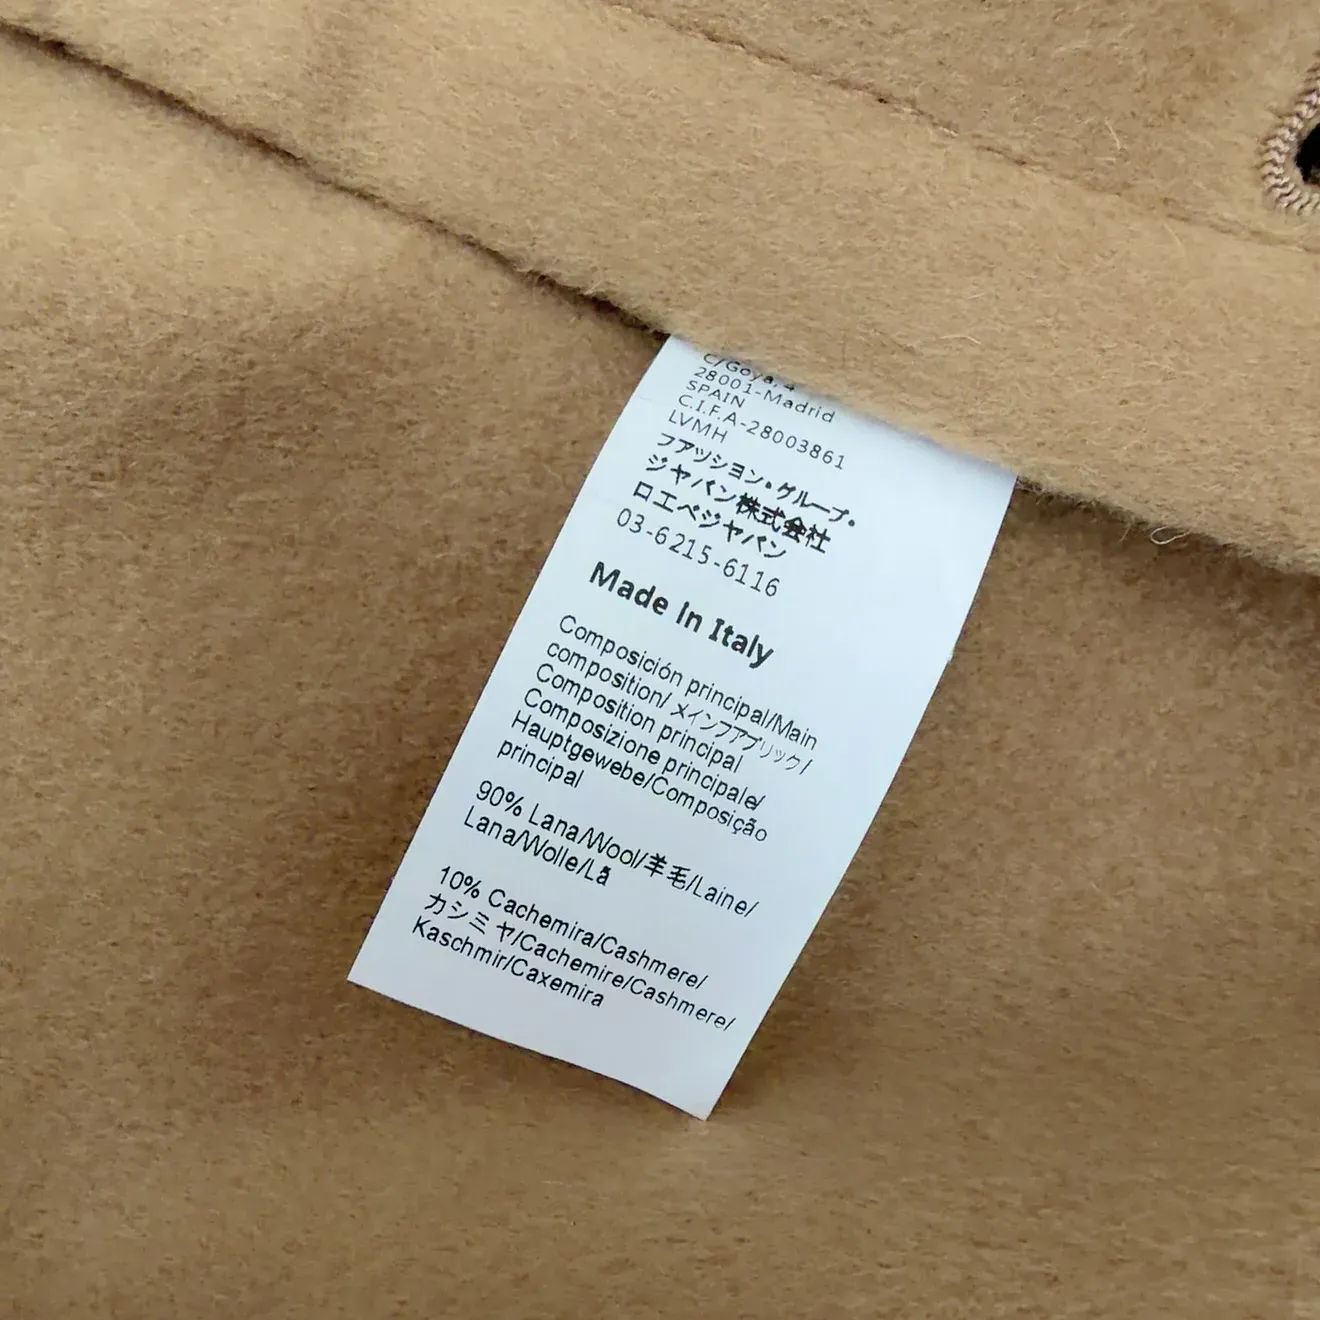 C/Goya, 4
28001-Madrid
SPAIN
C.I.F.A-28003861
LVMH
ファッション・グループ・
ジャパン株式会社
ロエベジャパン
03-6215-6116
Made in Italy
Composición principal/Main
composition/ メインファブリック/
Composition principal
Composizione principale/
Hauptgewebe/Composição
principal
90% Lana/Wool/羊毛/Laine/
Lana/Wolle/Lã
10% Cachemira/Cashmere/
カシミヤ/Cachemire/Cashmere/
Kaschmir/Caxemira